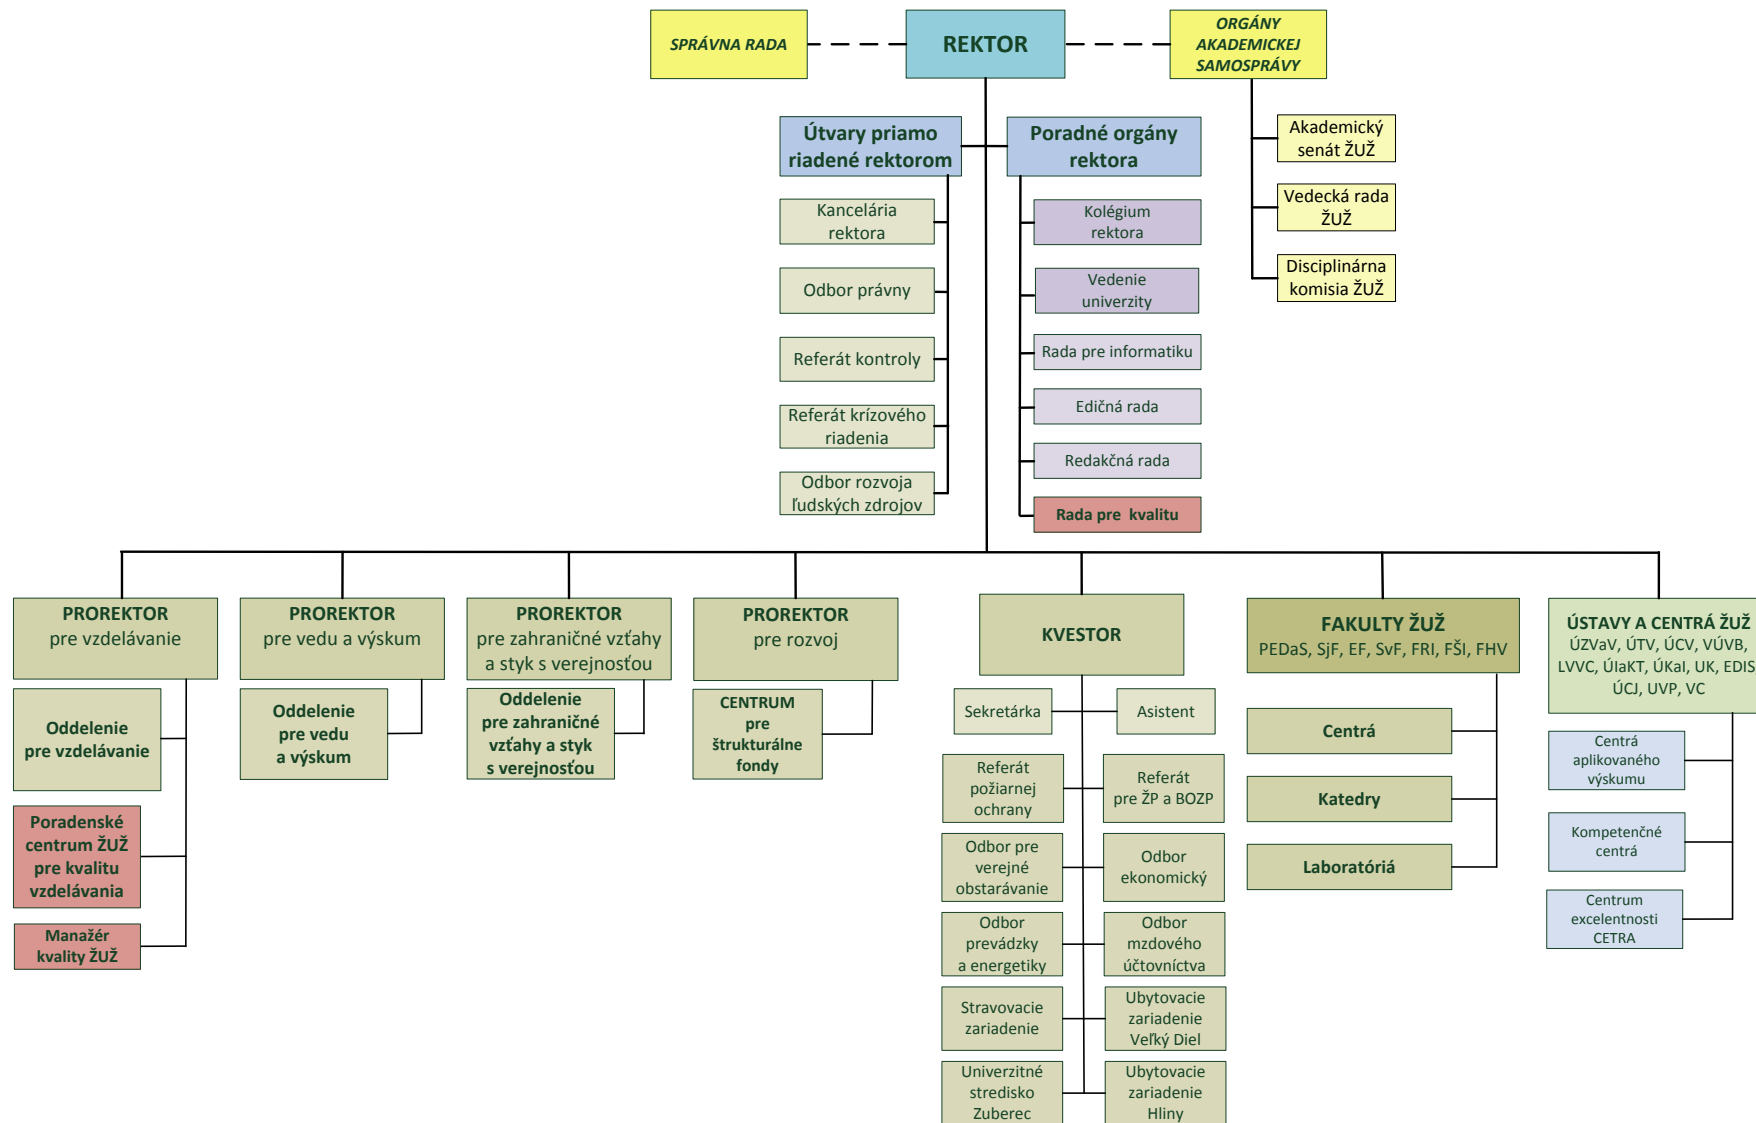 SPRÁVNA RADA
REKTOR
ORGÁNY
AKADEMICKEJ
SAMOSPRÁVY
Útvary priamo
riadené rektorom
Poradné orgány
rektora
Akademický
senát ŽUŽ
Vedecká rada
ŽUŽ
Disciplinárna
komisia ŽUŽ
Kancelária
rektora
Odbor právny
Referát kontroly
Referát krízového
riadenia
Odbor rozvoja
ľudských zdrojov
Kolégium
rektora
Vedenie
univerzity
Rada pre informatiku
Edičná rada
Redakčná rada
Rada pre  kvalitu
PROREKTOR
pre vzdelávanie
Oddelenie
pre vzdelávanie
Poradenské
centrum ŽUŽ
pre kvalitu
vzdelávania
Manažér
kvality ŽUŽ
PROREKTOR
pre vedu a výskum
Oddelenie
pre vedu
a výskum
PROREKTOR
pre zahraničné vzťahy
a styk s verejnosťou
Oddelenie
pre zahraničné
vzťahy a styk
s verejnosťou
PROREKTOR
pre rozvoj
CENTRUM
pre
štrukturálne
fondy
KVESTOR
Sekretárka
Asistent
Referát
požiarnej
ochrany
Referát
pre ŽP a BOZP
Odbor pre
verejné
obstarávanie
Odbor
ekonomický
Odbor
prevádzky
a energetiky
Odbor
mzdového
účtovníctva
Stravovacie
zariadenie
Ubytovacie
zariadenie
Veľký Diel
Univerzitné
stredisko
Zuberec
Ubytovacie
zariadenie
Hliny
FAKULTY ŽUŽ
PEDaS, SjF, EF, SvF, FRI, FŠI, FHV
Centrá
Katedry
Laboratóriá
ÚSTAVY A CENTRÁ ŽUŽ
ÚZVaV, ÚTV, ÚCV, VÚVB,
LVVC, ÚIaKT, ÚKaI, UK, EDIS,
ÚCJ, UVP, VC
Centrá
aplikovaného
výskumu
Kompetenčné
centrá
Centrum
excelentnosti
CETRA